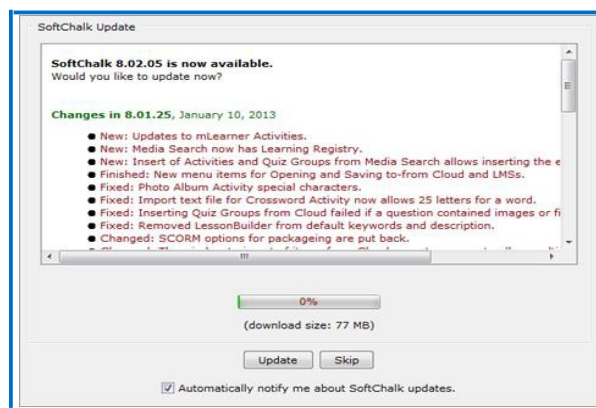 SoftChalk Update
SoftChalk 8.02.05 is now available.
Would you like to update now?
Changes in 8.01.25, January 10, 2013
● New: Updates to mLearner Activities.
● New: Media Search now has Learning Registry.
● New: Insert of Activities and Quiz Groups from Media Search allows inserting the e
● Finished: New menu items for Opening and Saving to-from Cloud and LMSs.
● Fixed: Photo Album Activity special characters.
● Fixed: Import text file for Crossword Activity now allows 25 letters for a word.
● Fixed: Inserting Quiz Groups from Cloud failed if a question contained images or fi
● Fixed: Removed LessonBuilder from default keywords and description.
● Changed: SCORM options for packageing are put back.
0%
(download size: 77 MB)
Update Skip
Automatically notify me about SoftChalk updates.